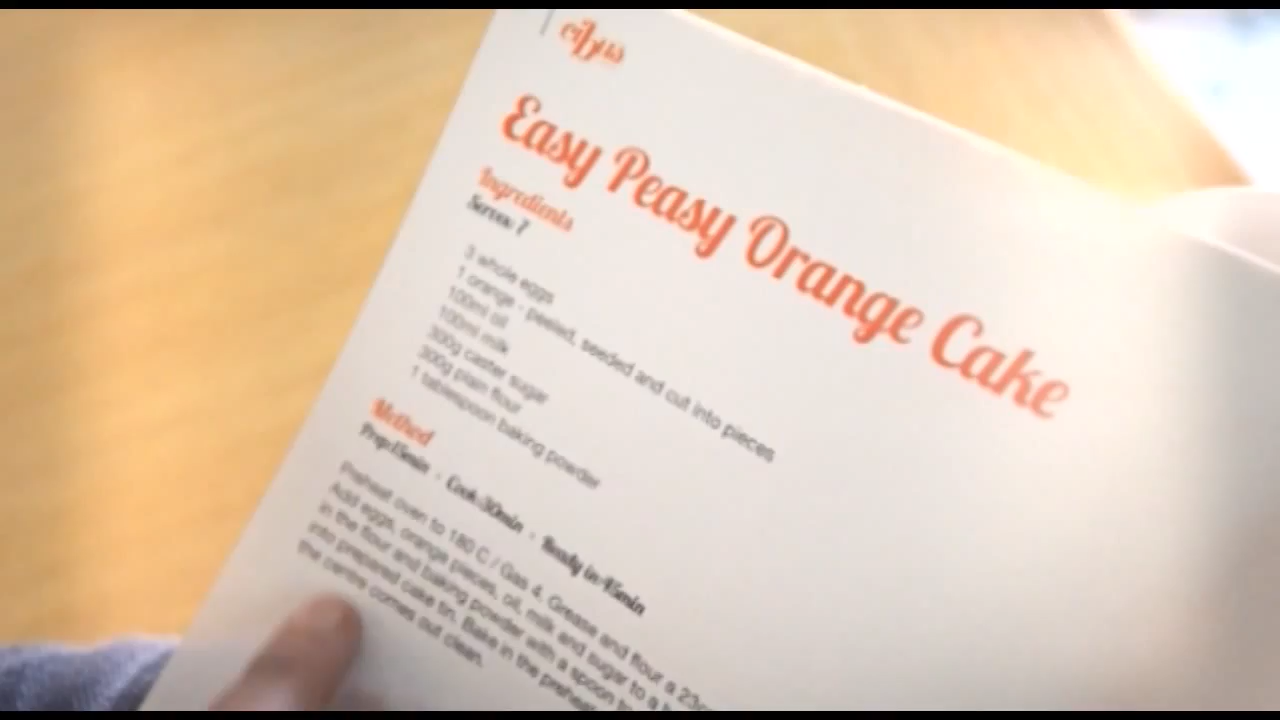 cibus
Easy Peasy Orange Cake
Ingredients
Serves: 7
3 whole eggs
1 orange - peeled, seeded and cut into pieces
100ml oil
100ml milk
300g caster sugar
300g plain flour
1 tablespoon baking powder
Method
Prep:15min · Cook:30min · Ready in:45min
Preheat oven to 180 C / Gas 4. Grease and flour a
Add eggs, orange pieces, oil, milk and sugar to a
in the flour and baking powder with a spoon
into prepared cake tin. Bake in the
the centre comes out clean.